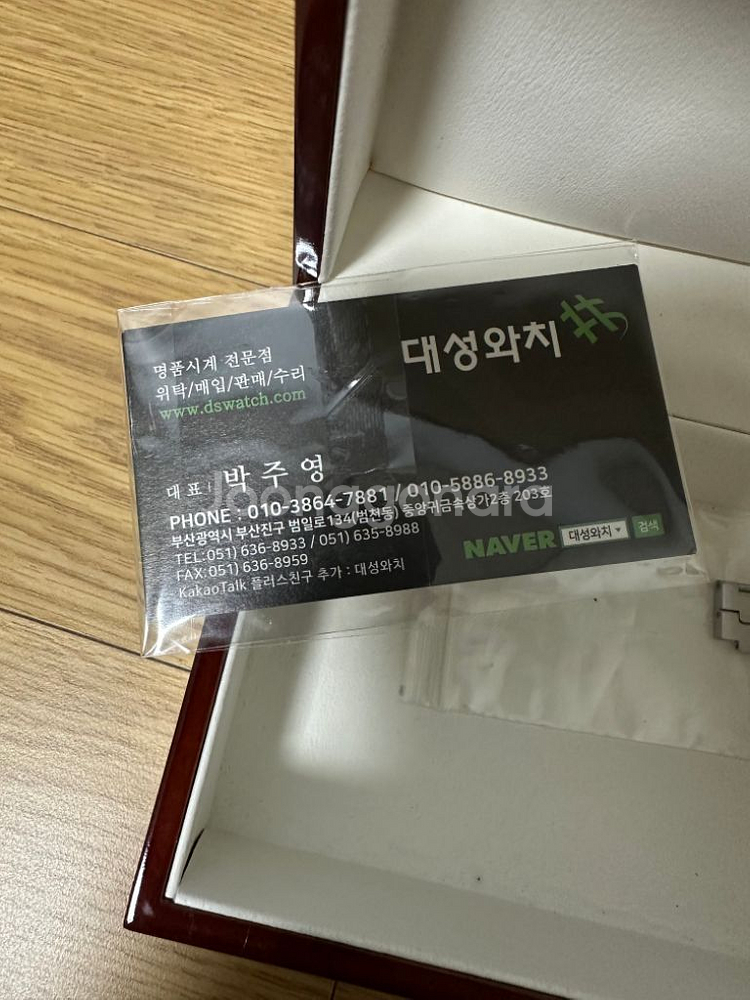 대성와치
명품시계 전문점
위탁/매입/판매/수리
www.dswatch.com
대 표 : 박 주 영
PHONE : 010-3864-7881 / 010-5886-8933
부산광역시 부산진구 범일로134(범천동) 중앙귀금속상가2층 203호
TEL:051) 636-8933 / 051) 635-8988
FAX:051) 636-8959
KakaoTalk 플러스친구 추가 : 대성와치
NAVER 대성와치 검색
Joonggonara